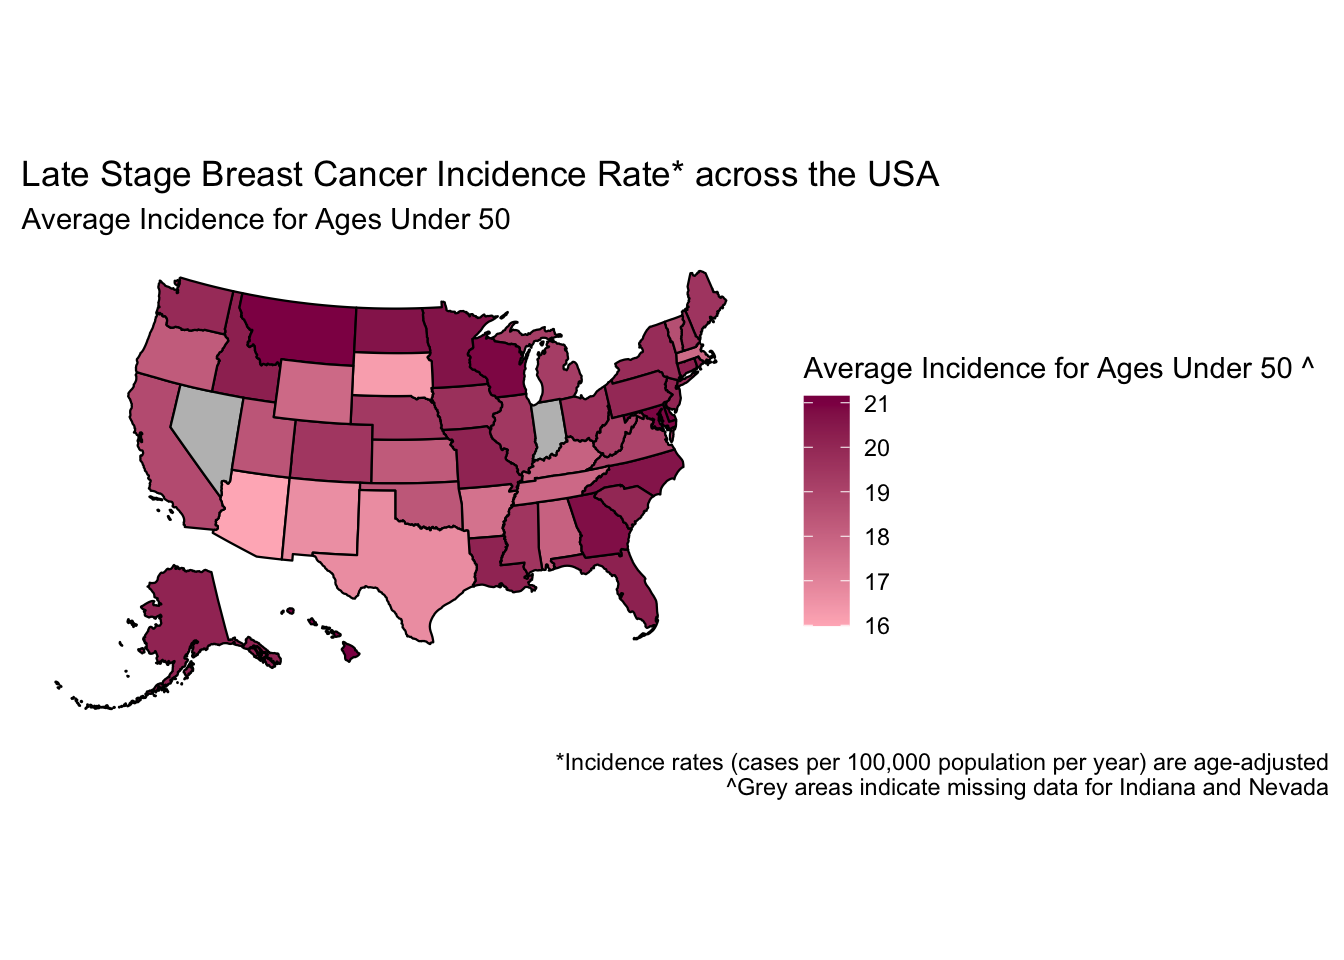 Late Stage Breast Cancer Incidence Rate* across the USA
Average Incidence for Ages Under 50
Average Incidence for Ages Under 50 ^
21
20
19
18
17
16
*Incidence rates (cases per 100,000 population per year) are age-adjusted
^Grey areas indicate missing data for Indiana and Nevada